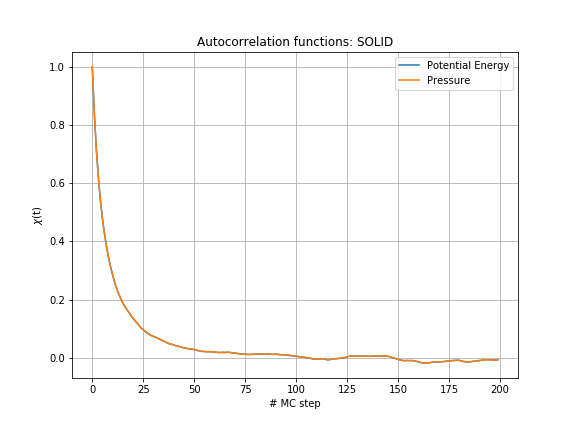 Autocorrelation functions: SOLID
Potential Energy
Pressure
χ(t)
1.0
0.8
0.6
0.4
0.2
0.0
0 25 50 75 100 125 150 175 200
# MC step